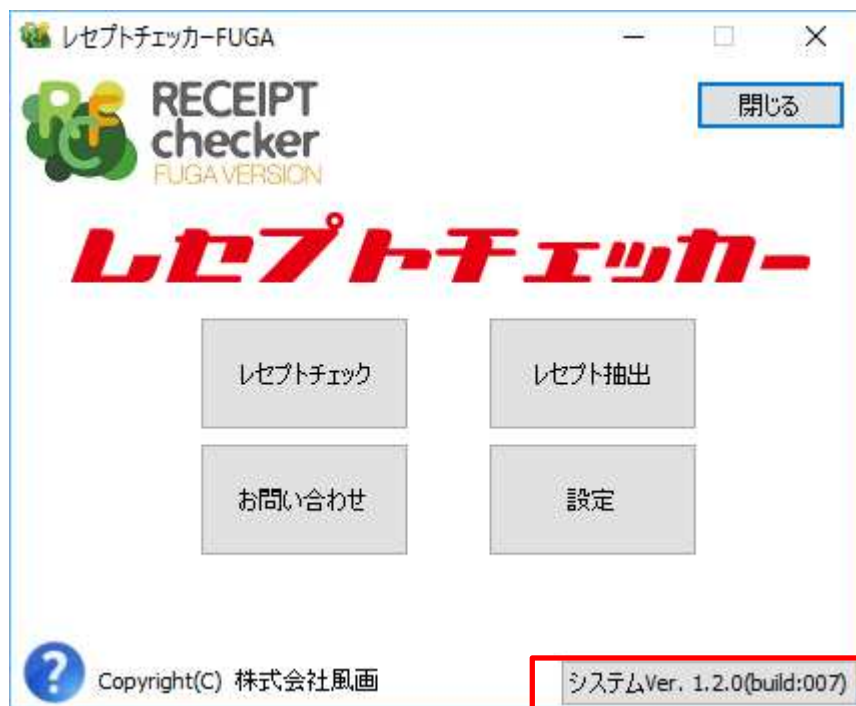 レセプトチェッカーFUGA
RCF
RECEIPT
checker
FUGA VERSION
閉じる
レセプトチェッカー
レセプトチェック
レセプト抽出
お問い合わせ
設定
?
Copyright(C) 株式会社風画
システムVer. 1.2.0(build:007)